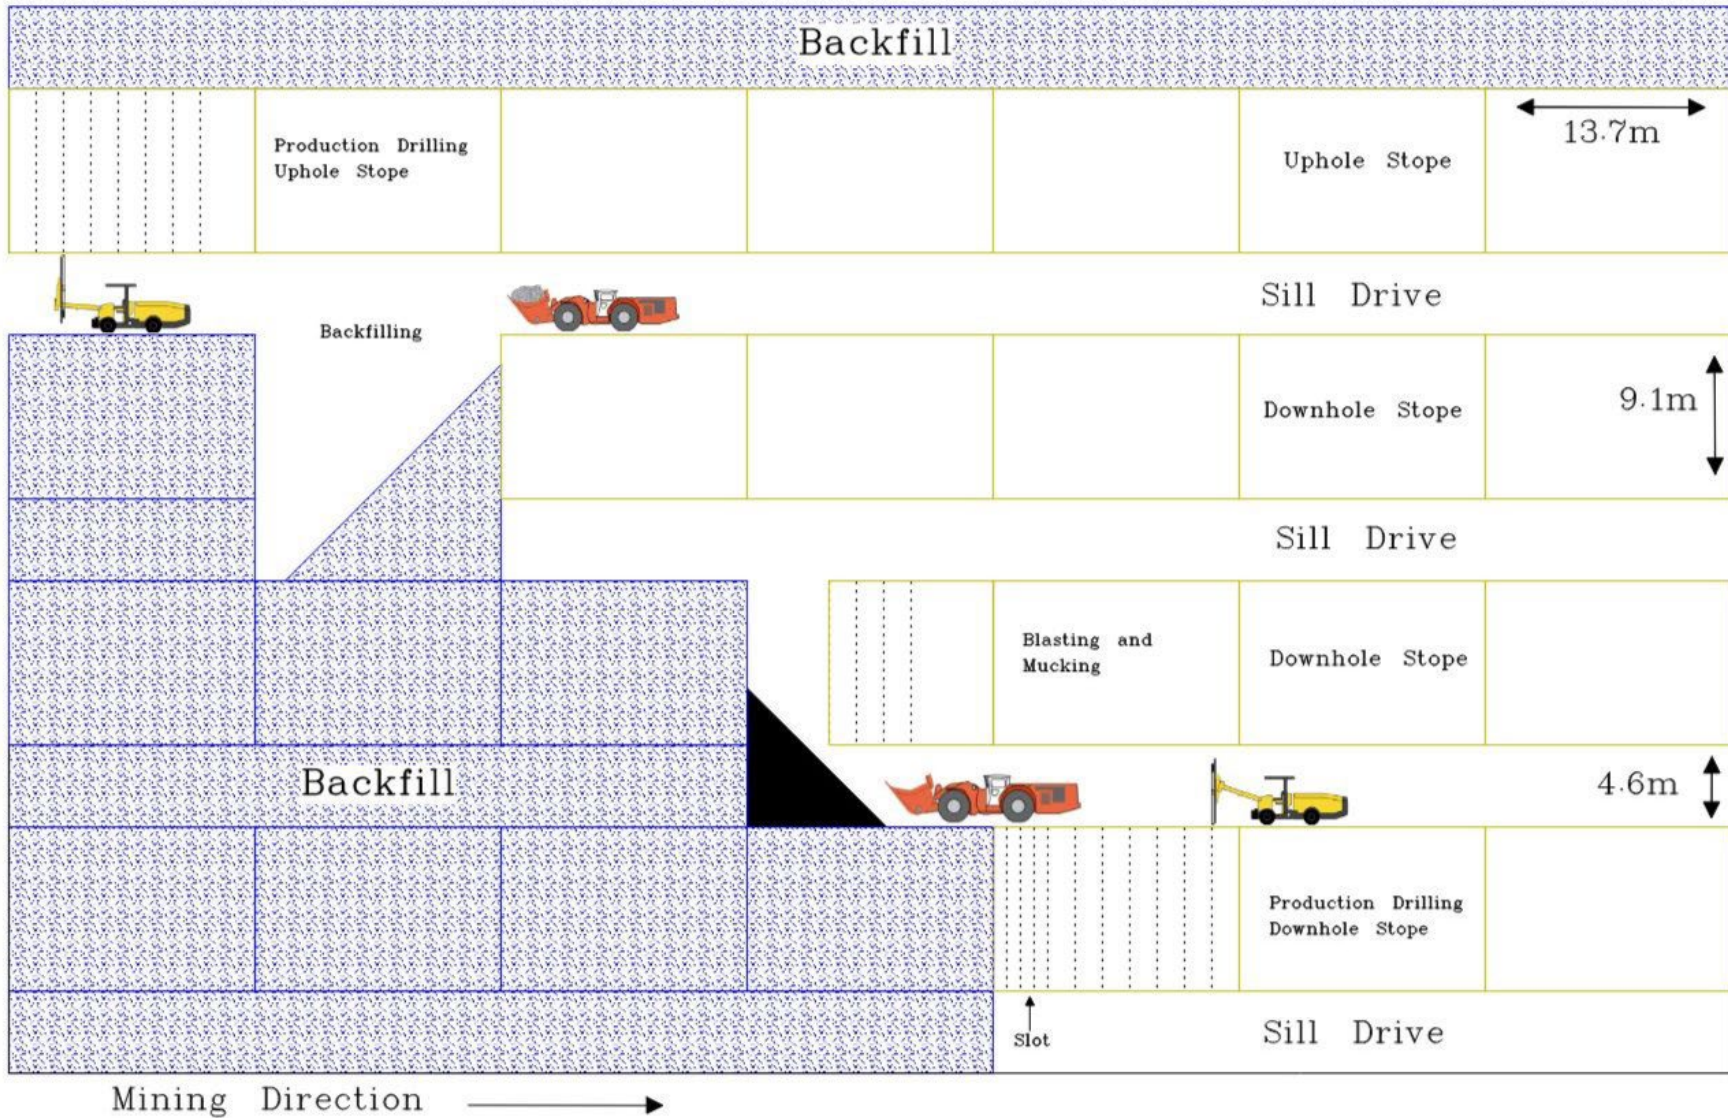 Backfill
13.7m
Production Drilling
Uphole Stope
Uphole Stope
Sill Drive
Backfilling
Downhole Stope
9.1m
Sill Drive
Blasting and
Mucking
Downhole Stope
Backfill
4.6m
Production Drilling
Downhole Stope
Slot
Sill Drive
Mining Direction